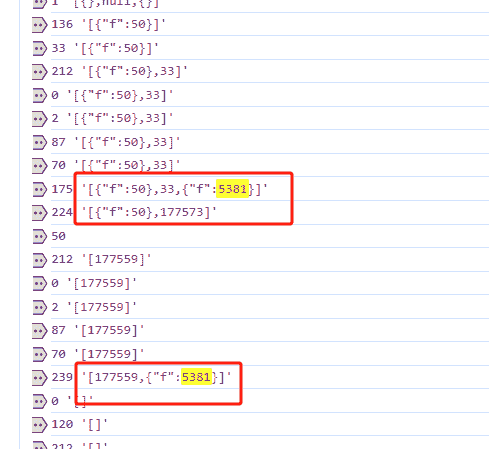 1 '[{},null,{}]'
136 '[{"f":50}]'
33 '[{"f":50}]'
212 '[{"f":50},33]'
0 '[{"f":50},33]'
2 '[{"f":50},33]'
87 '[{"f":50},33]'
70 '[{"f":50},33]'
175 '[{"f":50},33,{"f":5381}]'
224 '[{"f":50},177573]'
50
212 '[177559]'
0 '[177559]'
2 '[177559]'
87 '[177559]'
70 '[177559]'
239 '[177559,{"f":5381}]'
0 '[]'
120 '[]'
212 '[]'